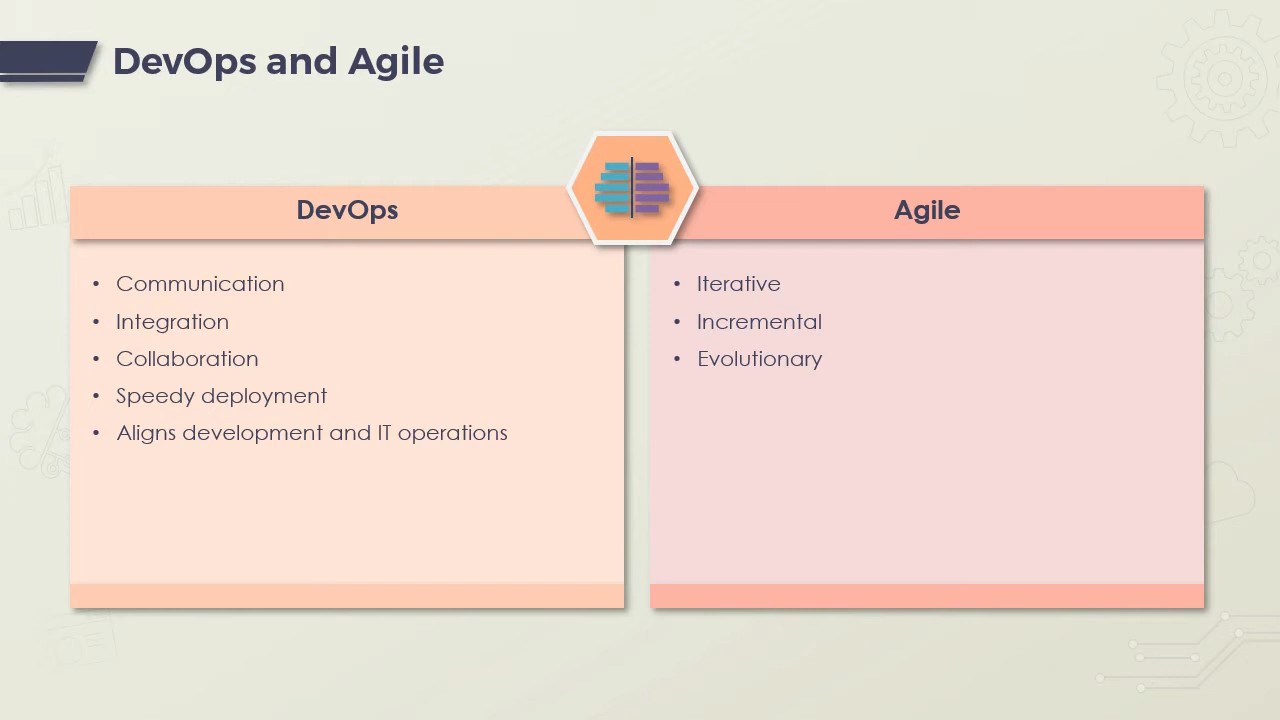 DevOps and Agile
DevOps
• Communication
• Integration
• Collaboration
• Speedy deployment
• Aligns development and IT operations
Agile
• Iterative
• Incremental
• Evolutionary